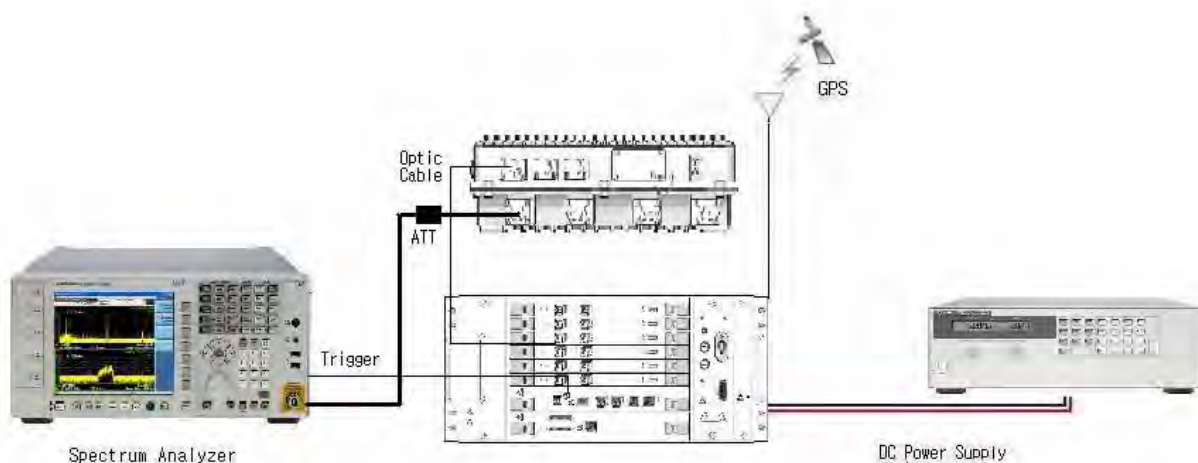 GPS
Optic
Cable
ATT
Trigger
Spectrum Analyzer
DC Power Supply